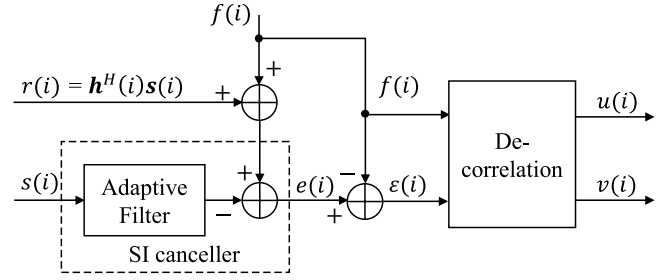 f(i)
+
r(i) = h^H(i)s(i)
+
f(i)
u(i)
De-
correlation
s(i)
Adaptive
Filter
+
−
e(i)
−
+
ε(i)
v(i)
SI canceller